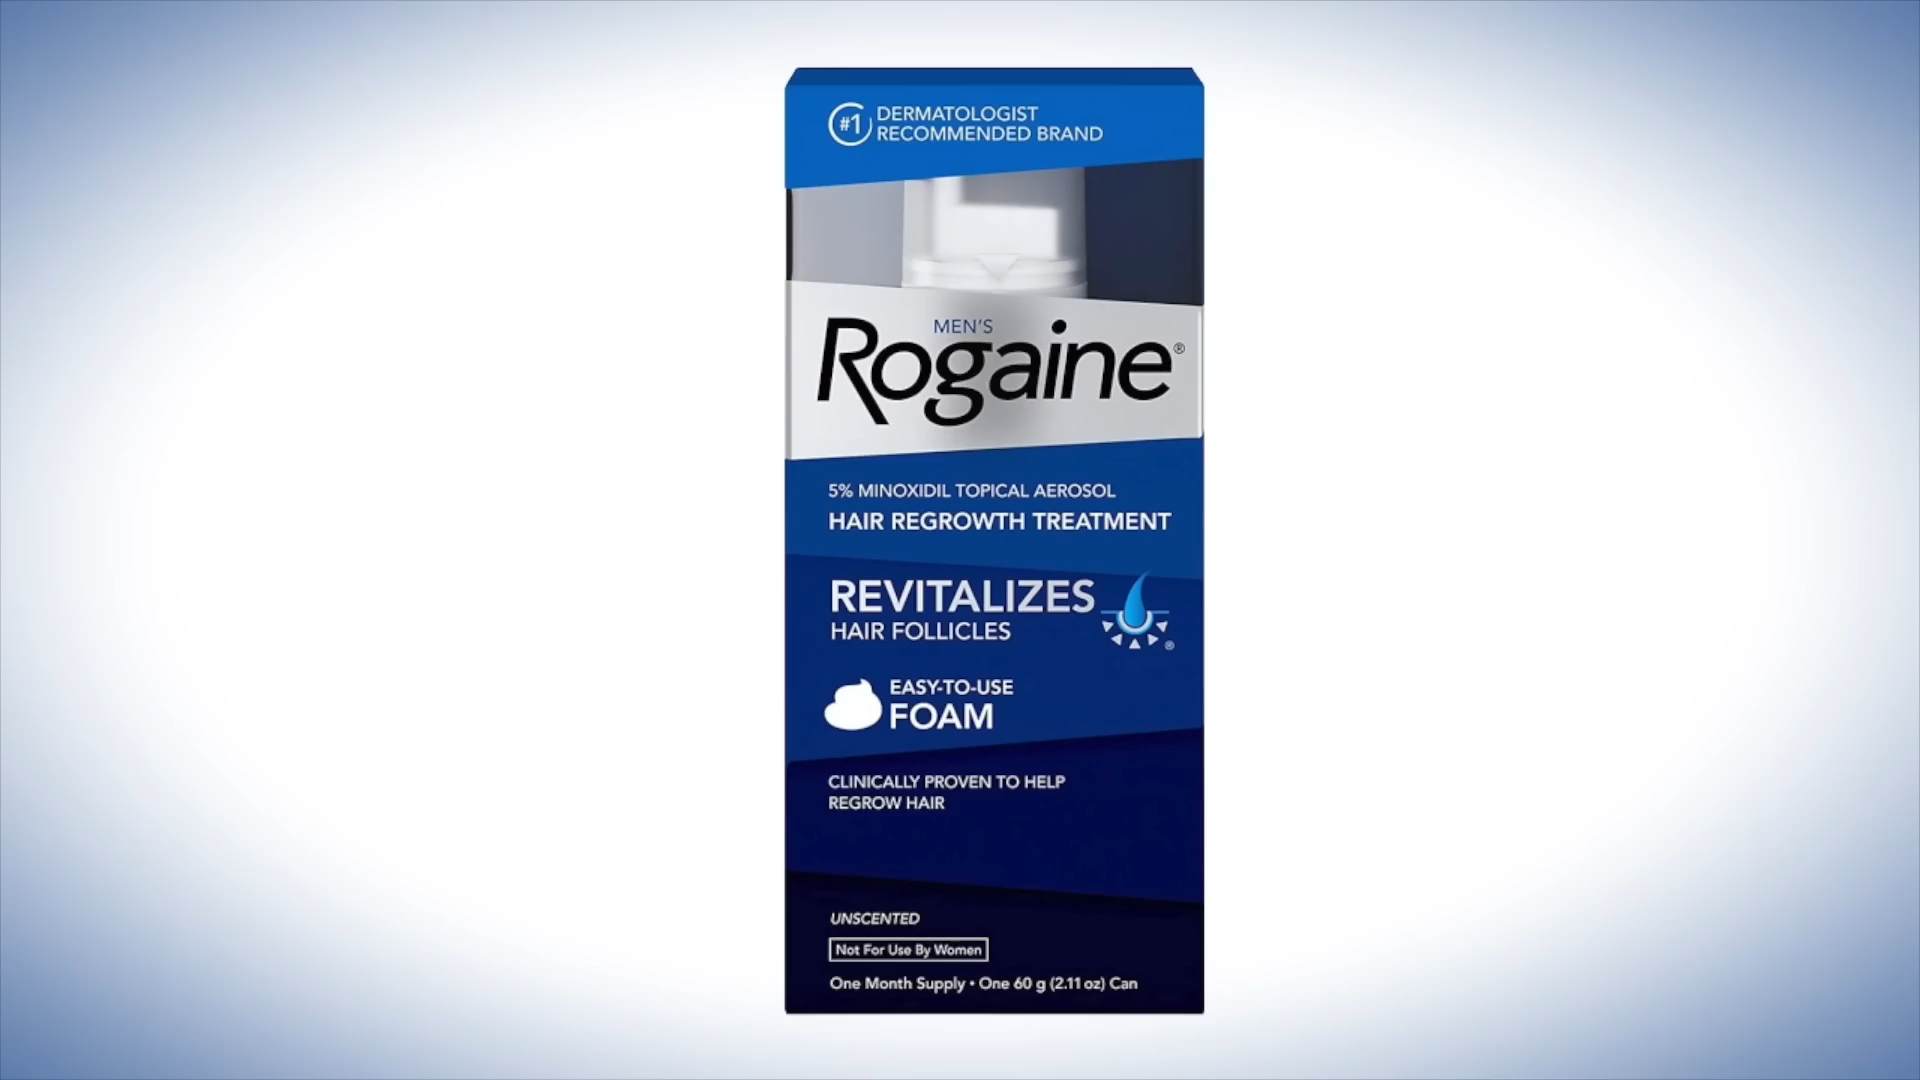 #1 DERMATOLOGIST
RECOMMENDED BRAND
MEN'S
Rogaine®
5% MINOXIDIL TOPICAL AEROSOL
HAIR REGROWTH TREATMENT
REVITALIZES
HAIR FOLLICLES
®
EASY-TO-USE
FOAM
CLINICALLY PROVEN TO HELP
REGROW HAIR
UNSCENTED
Not For Use By Women
One Month Supply • One 60 g (2.11 oz) Can